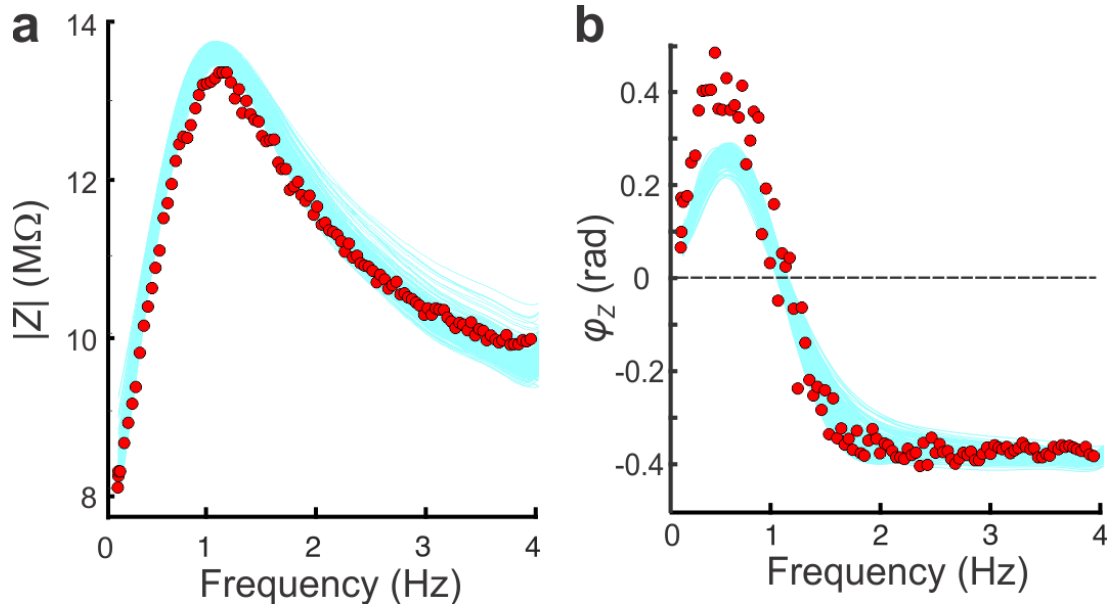 a
|Z| (MΩ)
14
12
10
8
0 1 2 3 4
Frequency (Hz)
b
φZ (rad)
0.4
0.2
0
-0.2
-0.4
0 1 2 3 4
Frequency (Hz)